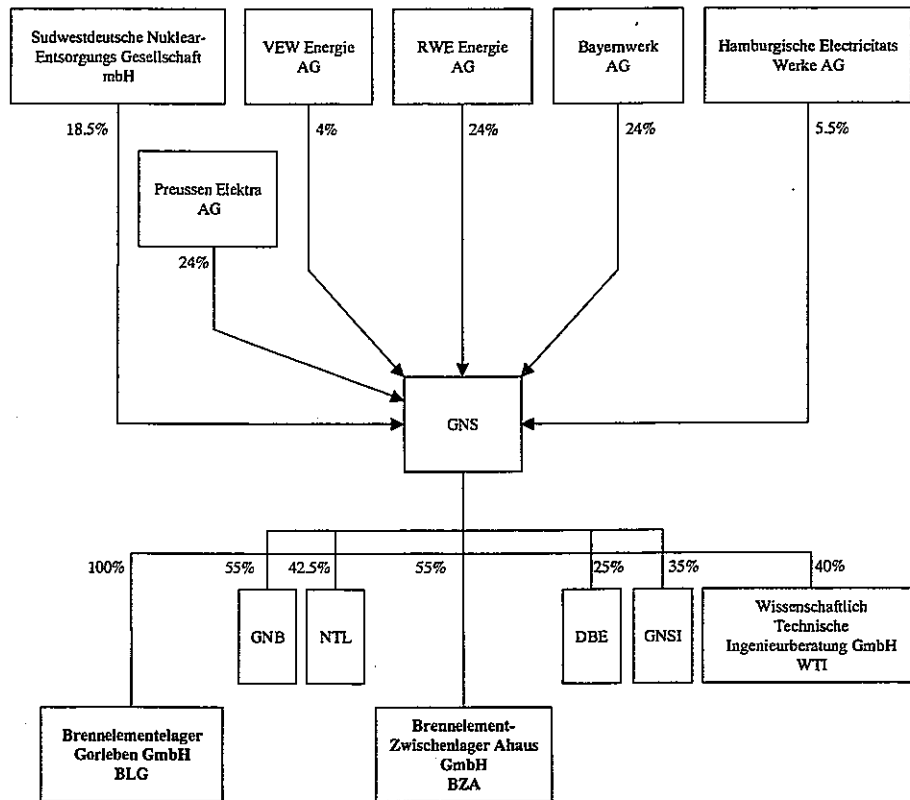 Sudwestdeutsche Nuklear-
Entsorgungs Gesellschaft
mbH
VEW Energie
AG
RWE Energie
AG
Bayernwerk
AG
Hamburgische Electricitats
Werke AG
18.5%
4%
24%
24%
5.5%
Preussen Elektra
AG
24%
GNS
100%
55%
42.5%
55%
25%
35%
40%
GNB
NTL
DBE
GNSI
Wissenschaftlich
Technische
Ingenieurberatung GmbH
WTI
Brennelementelager
Gorleben GmbH
BLG
Brennelement-
Zwischenlager Ahaus
GmbH
BZA